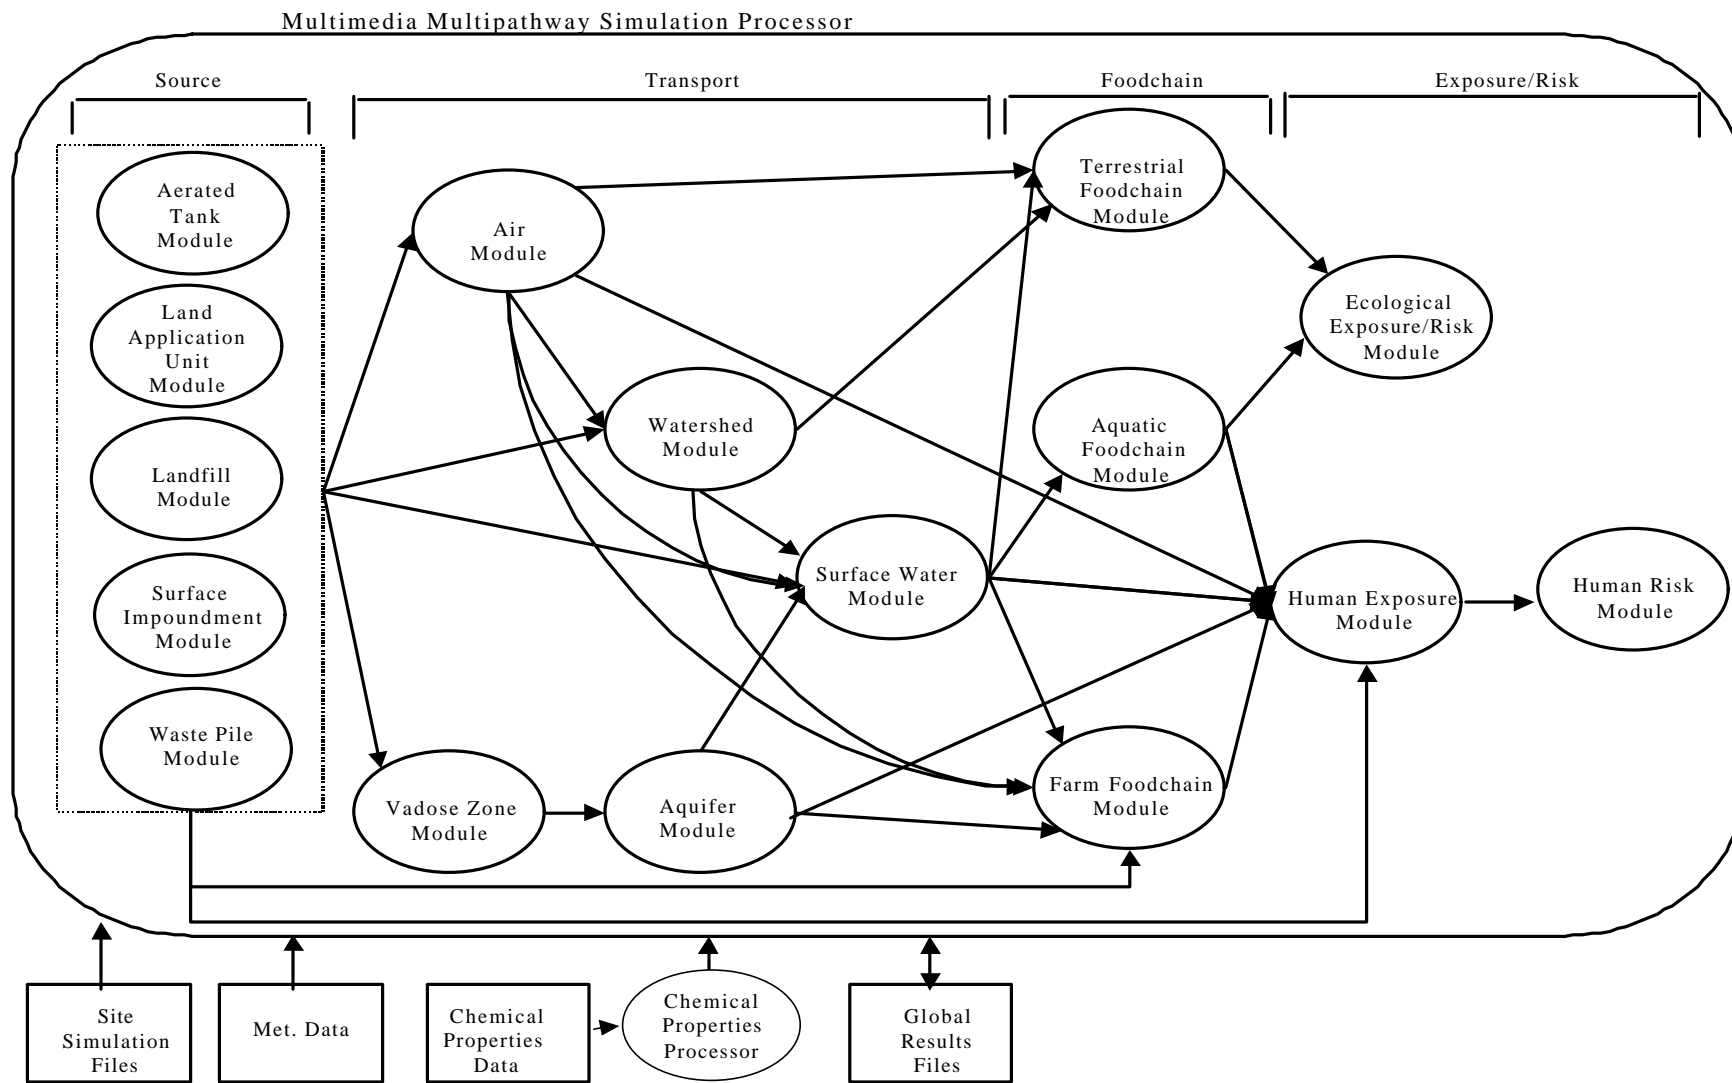 Multimedia Multipathway Simulation Processor
Source
Transport
Foodchain
Exposure/Risk
Aerated
Tank
Module
Land
Application
Unit
Module
Landfill
Module
Surface
Impoundment
Module
Waste Pile
Module
Air
Module
Watershed
Module
Surface Water
Module
Vadose Zone
Module
Aquifer
Module
Terrestrial
Foodchain
Module
Aquatic
Foodchain
Module
Farm Foodchain
Module
Ecological
Exposure/Risk
Module
Human Exposure
Module
Human Risk
Module
Site
Simulation
Files
Met. Data
Chemical
Properties
Data
Chemical
Properties
Processor
Global
Results
Files